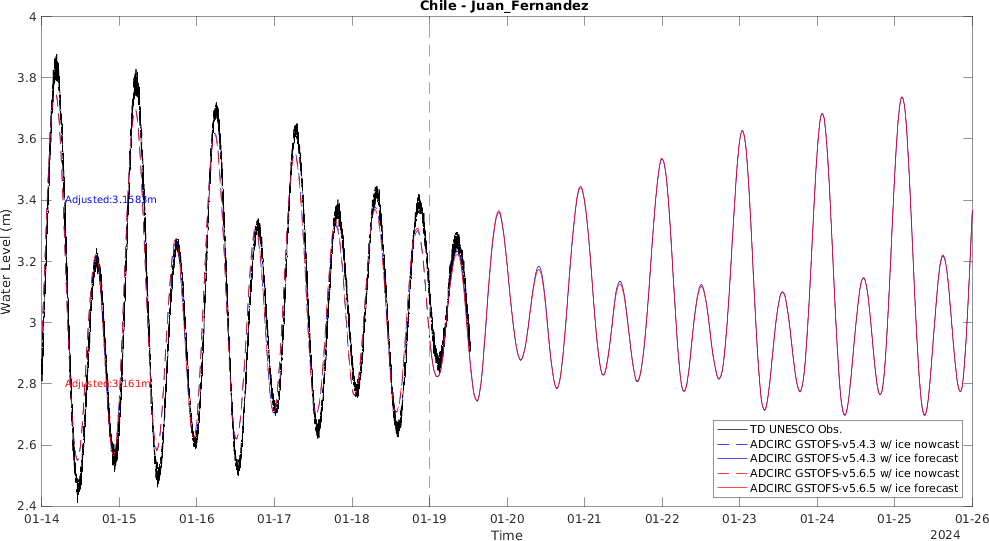 Chile - Juan_Fernandez
4
3.8
3.6
3.4
3.2
3
2.8
2.6
2.4
Water Level (m)
Adjusted:3.1583m
Adjusted:3.161m
TD UNESCO Obs.
ADCIRC GSTOFS-v5.4.3 w/ ice nowcast
ADCIRC GSTOFS-v5.4.3 w/ ice forecast
ADCIRC GSTOFS-v5.6.5 w/ ice nowcast
ADCIRC GSTOFS-v5.6.5 w/ ice forecast
01-14 01-15 01-16 01-17 01-18 01-19 01-20 01-21 01-22 01-23 01-24 01-25 01-26
Time
2024